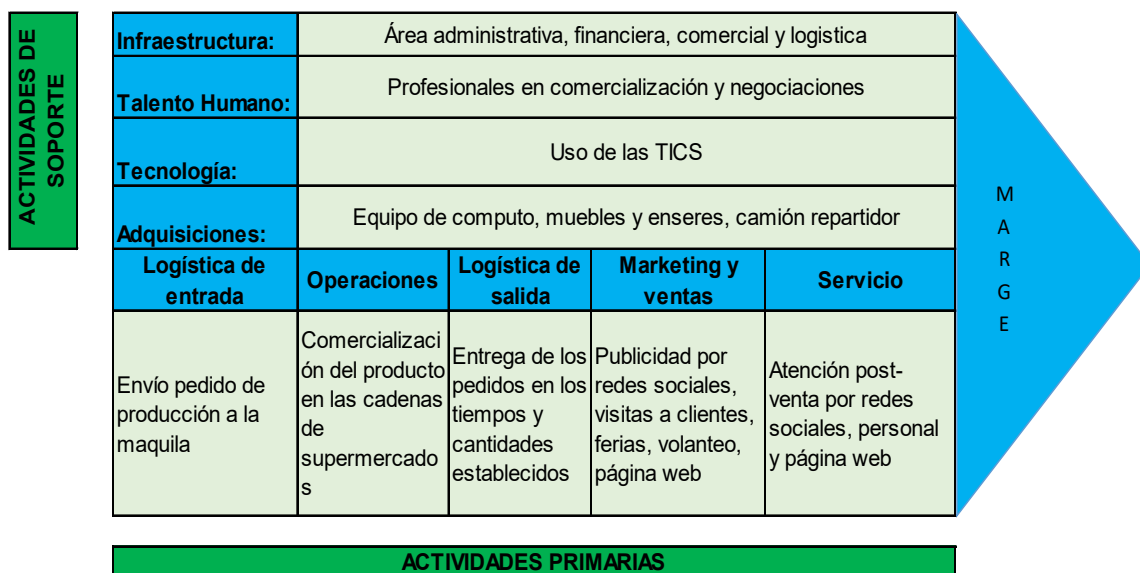 ACTIVIDADES DE
SOPORTE
Infraestructura:
Área administrativa, financiera, comercial y logistica
Talento Humano:
Profesionales en comercialización y negociaciones
Tecnología:
Uso de las TICS
Adquisiciones:
Equipo de computo, muebles y enseres, camión repartidor
Logística de
entrada
Operaciones
Logística de
salida
Marketing y
ventas
Servicio
Envío pedido de
producción a la
maquila
Comercializaci
ón del producto
en las cadenas
de
supermercado
s
Entrega de los
pedidos en los
tiempos y
cantidades
establecidos
Publicidad por
redes sociales,
visitas a clientes,
ferias, volanteo,
página web
Atención post-
venta por redes
sociales, personal
y página web
M
A
R
G
E
ACTIVIDADES PRIMARIAS